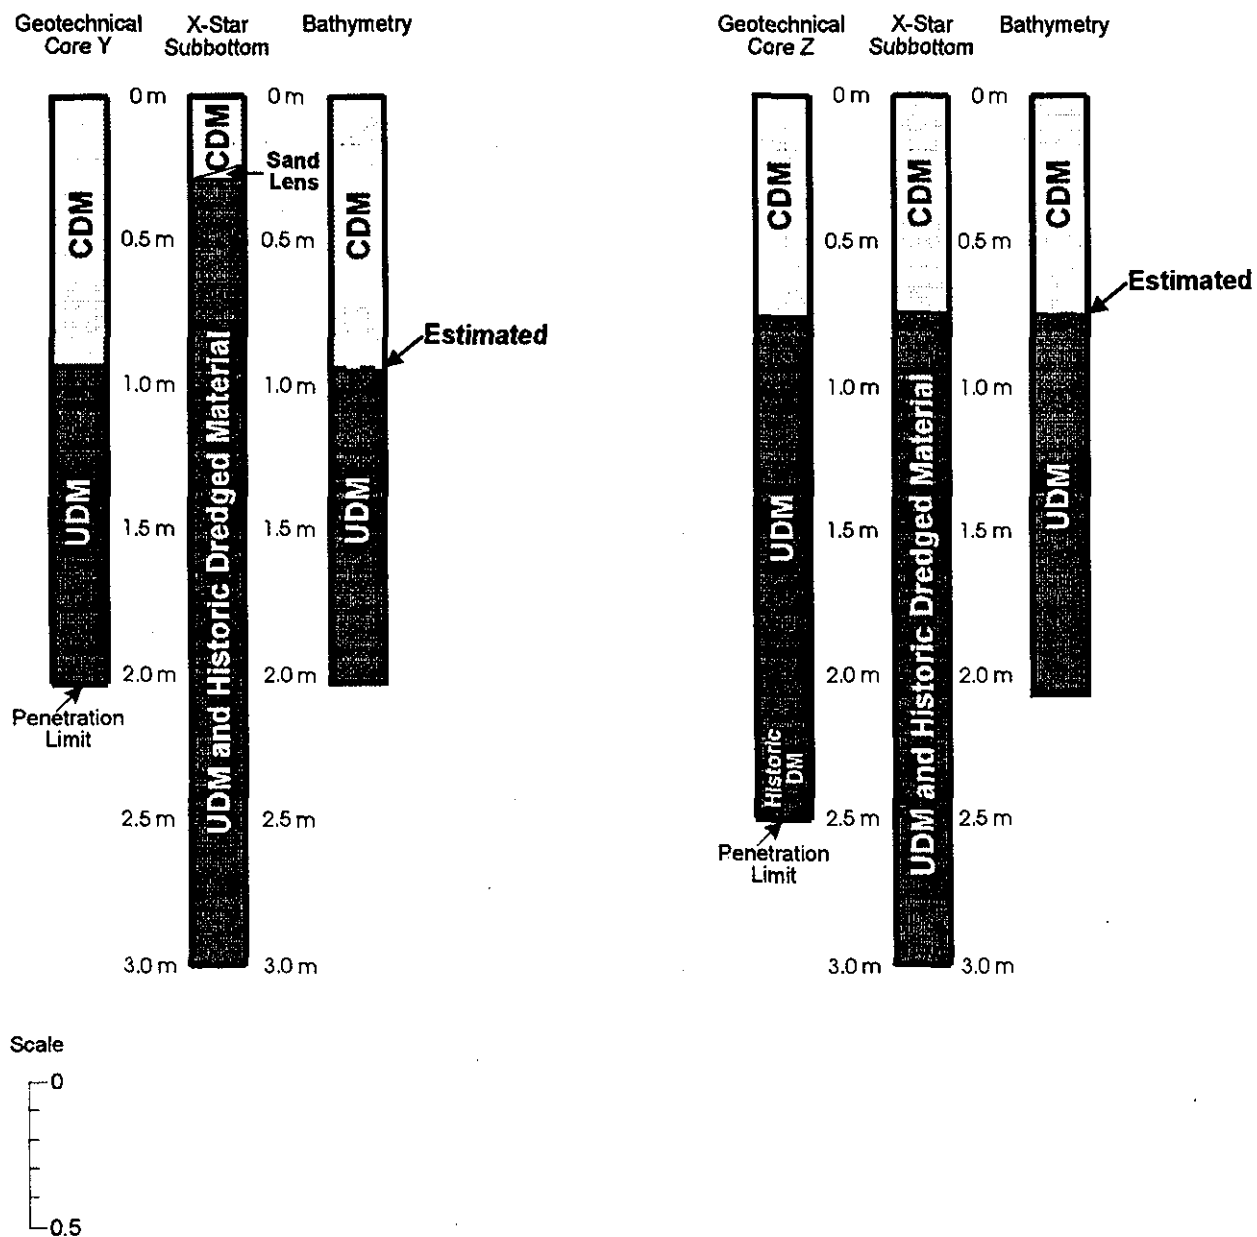 Geotechnical
Core Y
X-Star
Subbottom
Bathymetry
0 m
0 m
CDM
CDM
CDM
Sand
Lens
0.5 m
0.5 m
Estimated
1.0 m
1.0 m
UDM
UDM and Historic Dredged Material
UDM
1.5 m
1.5 m
2.0 m
2.0 m
Penetration
Limit
2.5 m
2.5 m
3.0 m
3.0 m
Geotechnical
Core Z
X-Star
Subbottom
Bathymetry
0 m
0 m
CDM
CDM
CDM
0.5 m
0.5 m
Estimated
1.0 m
1.0 m
UDM
UDM and Historic Dredged Material
UDM
1.5 m
1.5 m
2.0 m
2.0 m
Historic
DM
2.5 m
2.5 m
Penetration
Limit
3.0 m
3.0 m
Scale
0
0.5